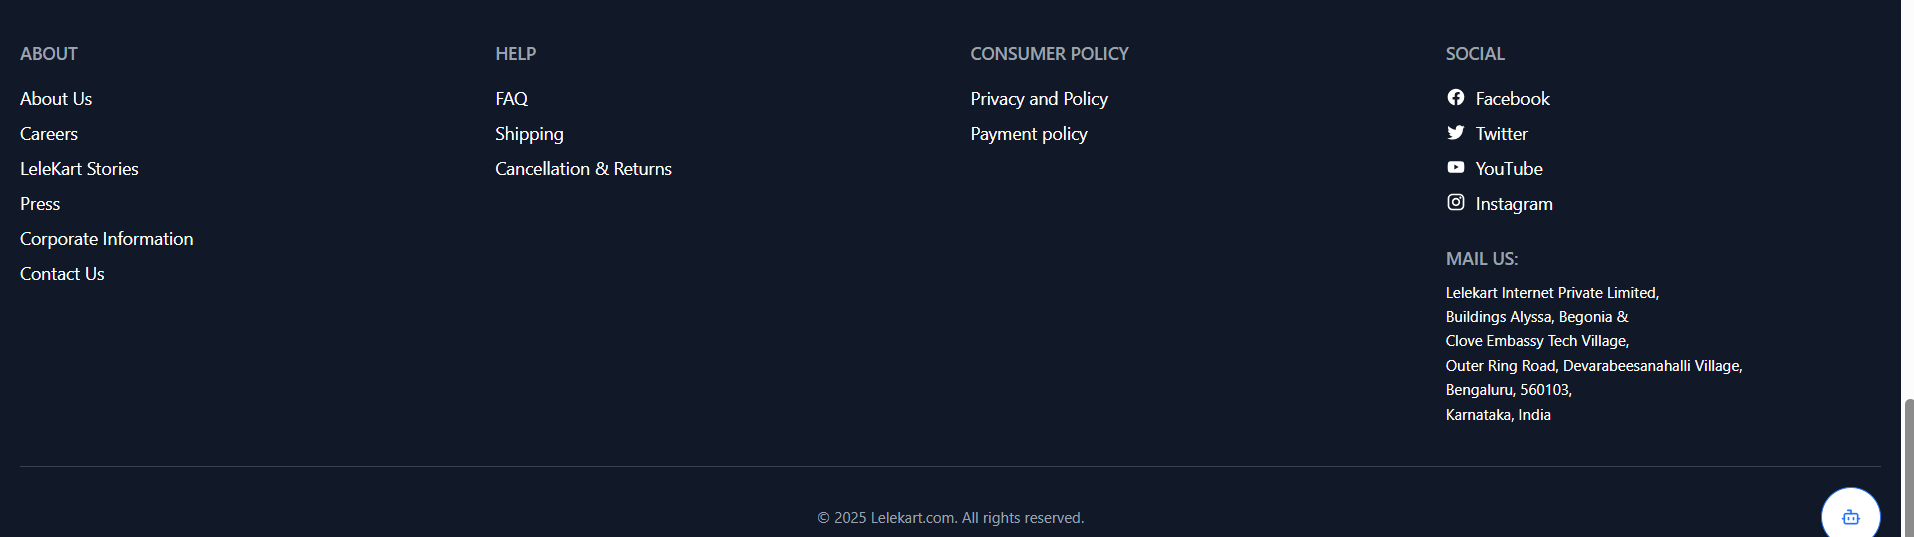 ABOUT
About Us
Careers
LeleKart Stories
Press
Corporate Information
Contact Us
HELP
FAQ
Shipping
Cancellation & Returns
CONSUMER POLICY
Privacy and Policy
Payment policy
SOCIAL
Facebook
Twitter
YouTube
Instagram
MAIL US:
Lelekart Internet Private Limited,
Buildings Alyssa, Begonia &
Clove Embassy Tech Village,
Outer Ring Road, Devarabeesanahalli Village,
Bengaluru, 560103,
Karnataka, India
© 2025 Lelekart.com. All rights reserved.